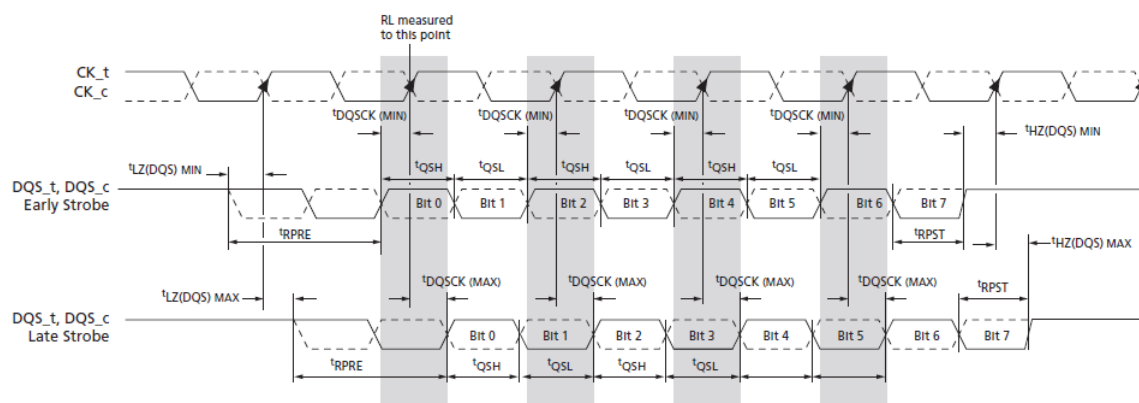 RL measured
to this point
CK_t
CK_c
tDQSCK (MIN) tDQSCK (MIN) tDQSCK (MIN) tDQSCK (MIN) tHZ(DQS) MIN
tLZ(DQS) MIN tQSH tQSL tQSH tQSL tQSH tQSL
DQS_t, DQS_c
Early Strobe
Bit 0 Bit 1 Bit 2 Bit 3 Bit 4 Bit 5 Bit 6 Bit 7
tRPRE tRPST tHZ(DQS) MAX
tLZ(DQS) MAX tDQSCK (MAX) tDQSCK (MAX) tDQSCK (MAX) tDQSCK (MAX) tRPST
DQS_t, DQS_c
Late Strobe
Bit 0 Bit 1 Bit 2 Bit 3 Bit 4 Bit 5 Bit 6 Bit 7
tRPRE tQSH tQSL tQSH tQSL